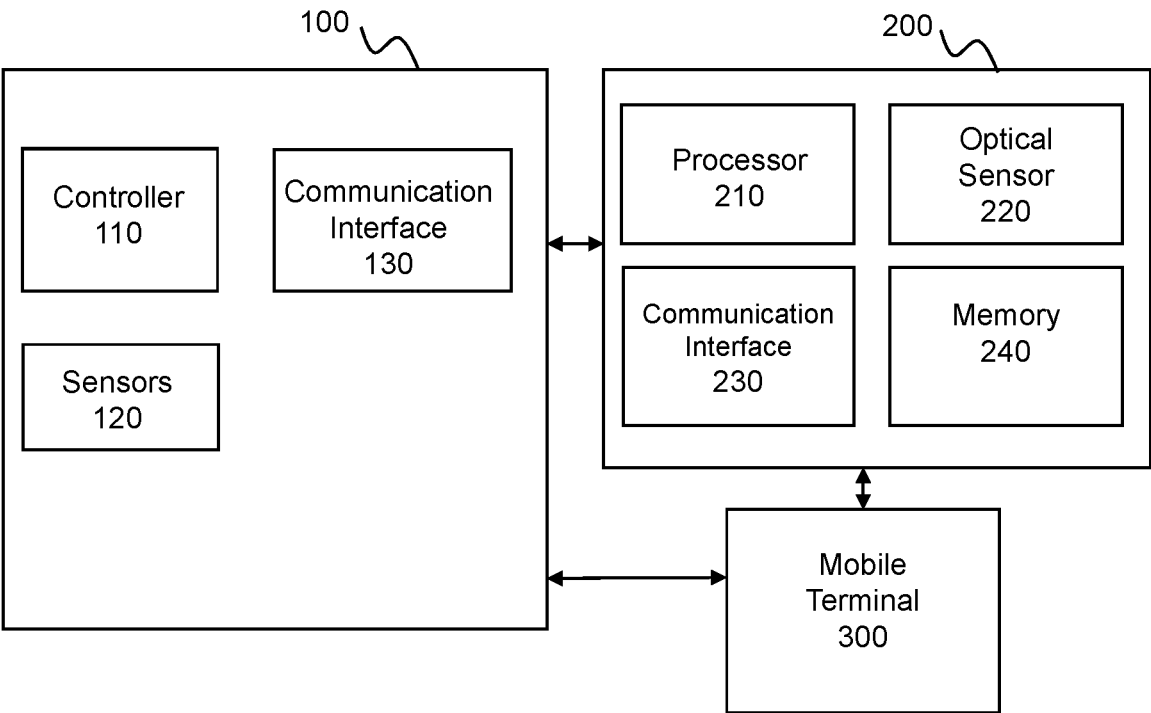 100
200
Controller
110
Communication
Interface
130
Sensors
120
Processor
210
Optical
Sensor
220
Communication
Interface
230
Memory
240
Mobile
Terminal
300